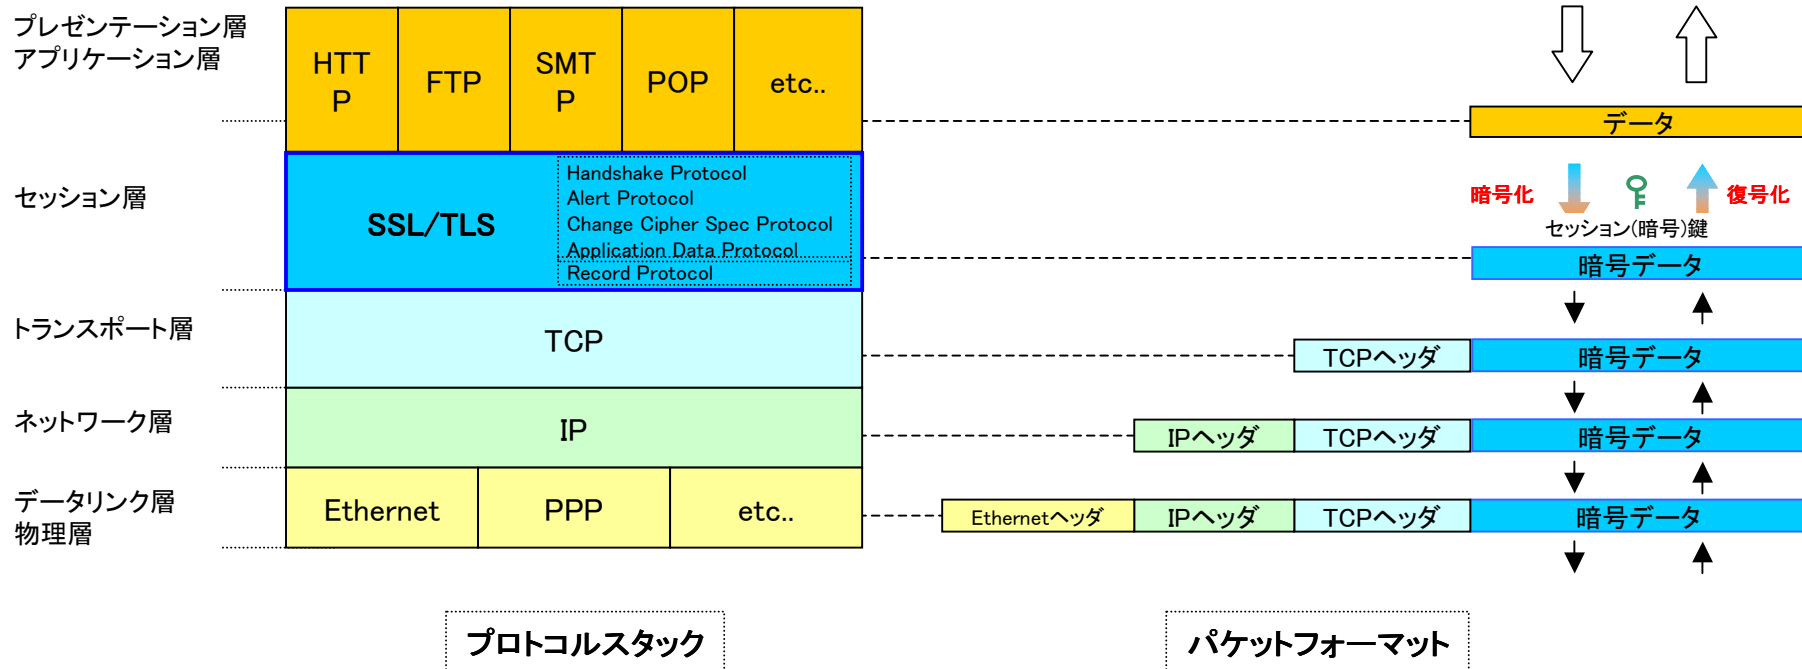 プレゼンテーション層
アプリケーション層
HTT
P
FTP
SMT
P
POP
etc..
データ
セッション層
SSL/TLS
Handshake Protocol
Alert Protocol
Change Cipher Spec Protocol
Application Data Protocol
Record Protocol
暗号化
復号化
セッション(暗号)鍵
暗号データ
トランスポート層
TCP
TCPヘッダ
暗号データ
ネットワーク層
IP
IPヘッダ
TCPヘッダ
暗号データ
データリンク層
物理層
Ethernet
PPP
etc..
Ethernetヘッダ
IPヘッダ
TCPヘッダ
暗号データ
プロトコルスタック
パケットフォーマット